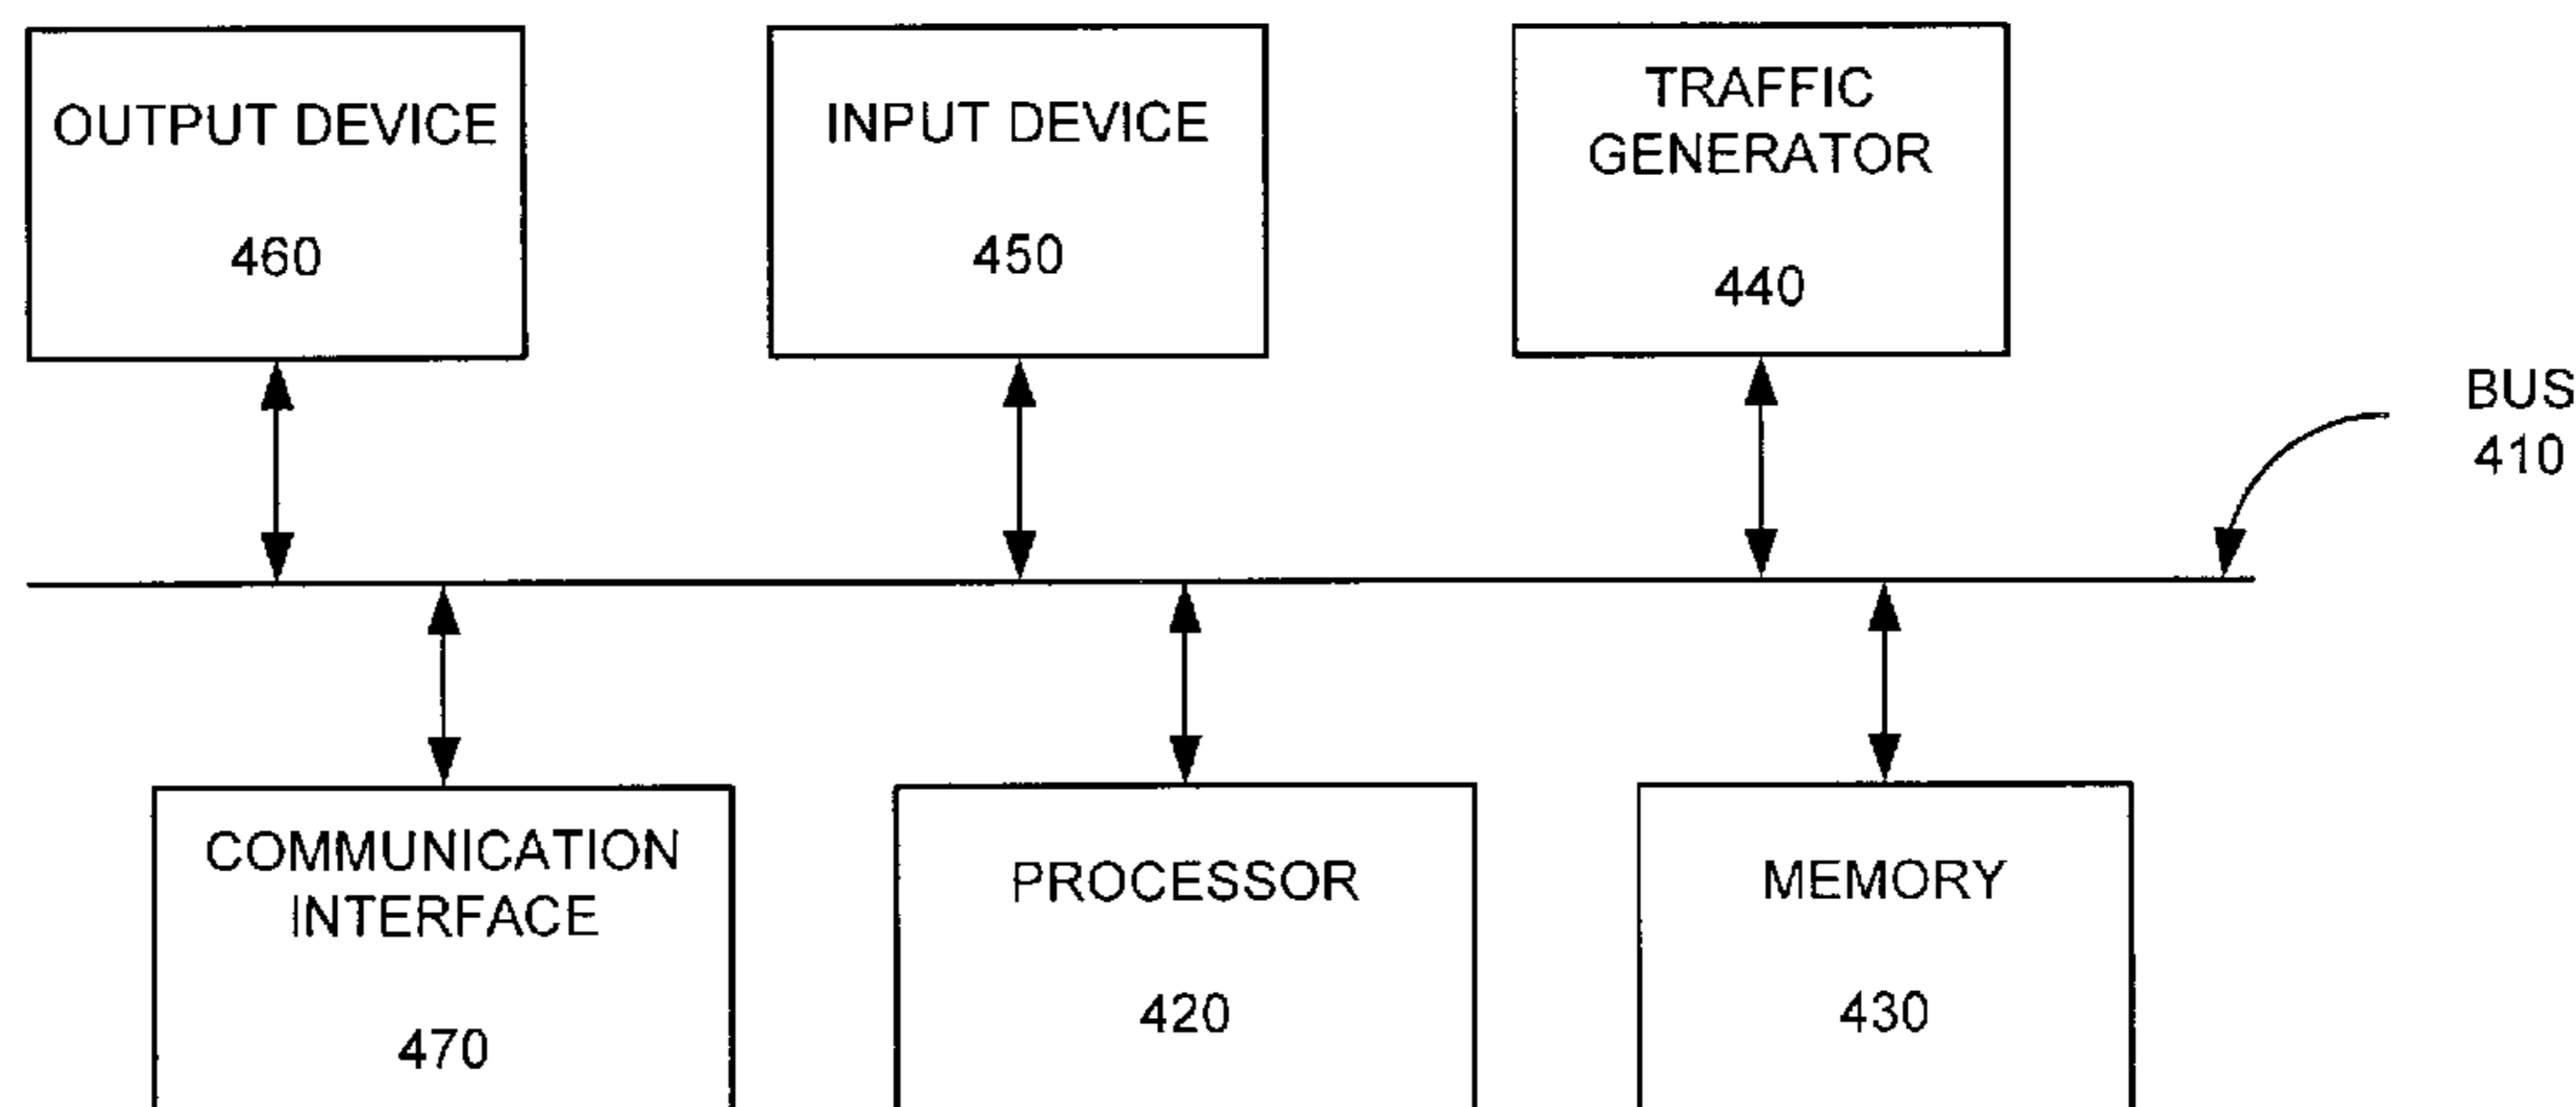 OUTPUT DEVICE
460
INPUT DEVICE
450
TRAFFIC
GENERATOR
440
BUS
410
COMMUNICATION
INTERFACE
470
PROCESSOR
420
MEMORY
430